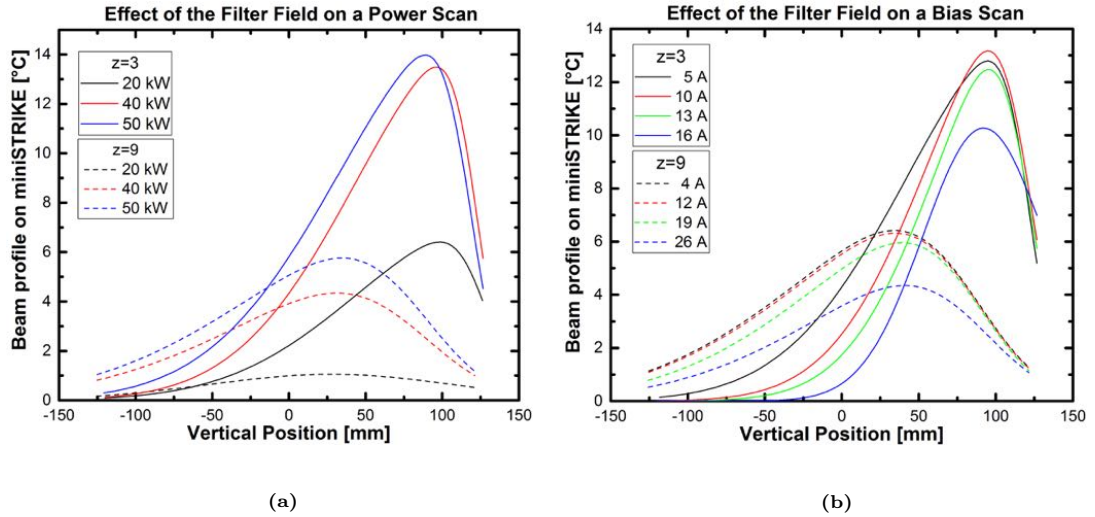 Effect of the Filter Field on a Power Scan
Beam profile on miniSTRIKE [°C]
14
12
10
8
6
4
2
0
z=3
20 kW
40 kW
50 kW
z=9
20 kW
40 kW
50 kW
-150 -100 -50 0 50 100 150
Vertical Position [mm]
(a)
Effect of the Filter Field on a Bias Scan
Beam profile on miniSTRIKE [°C]
14
12
10
8
6
4
2
0
z=3
5 A
10 A
13 A
16 A
z=9
4 A
12 A
19 A
26 A
-150 -100 -50 0 50 100 150
Vertical Position [mm]
(b)